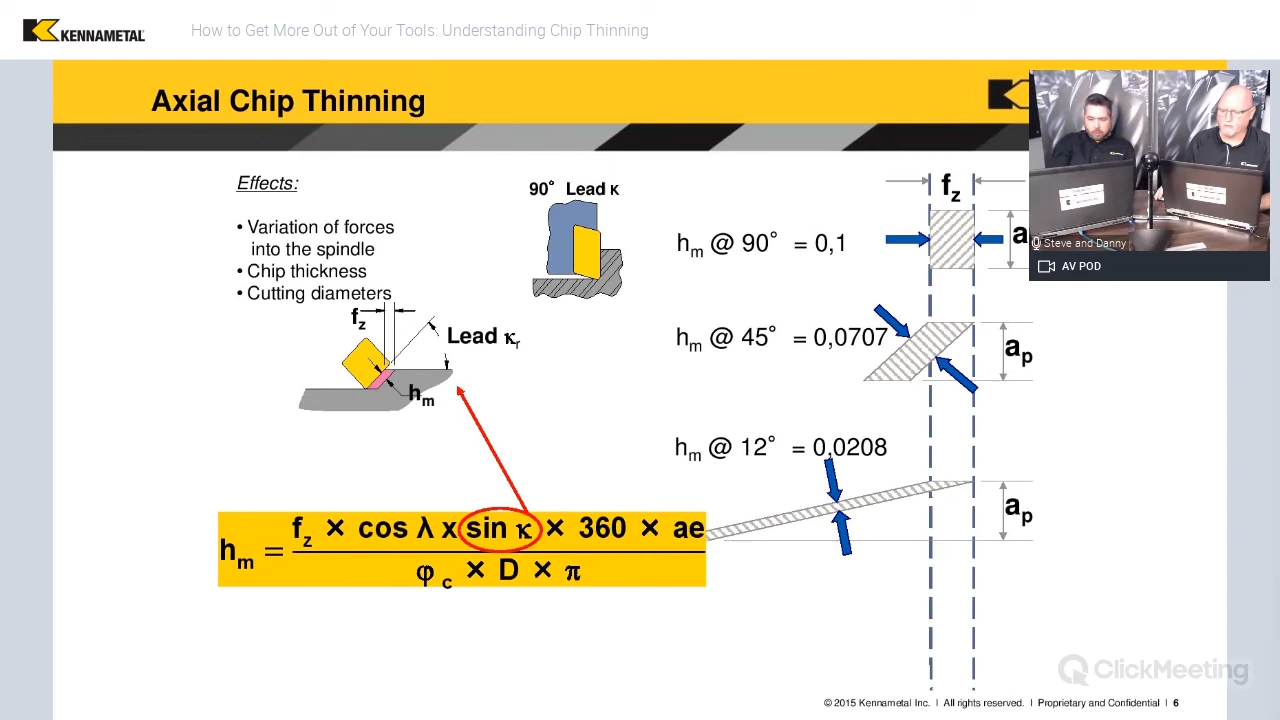 KENNAMETAL
How to Get More Out of Your Tools: Understanding Chip Thinning
Axial Chip Thinning
Effects:
• Variation of forces
into the spindle
• Chip thickness
• Cutting diameters
90° Lead κ
fz
Lead κr
hm
hm @ 90° = 0,1
hm @ 45° = 0,0707
hm @ 12° = 0,0208
fz
a
ap
ap
Steve and Danny
AV POD
hm = fz × cos λ x sin κ × 360 × ae
φc × D × π
ClickMeeting
© 2015 Kennametal Inc. I All rights reserved. I Proprietary and Confidential I 6